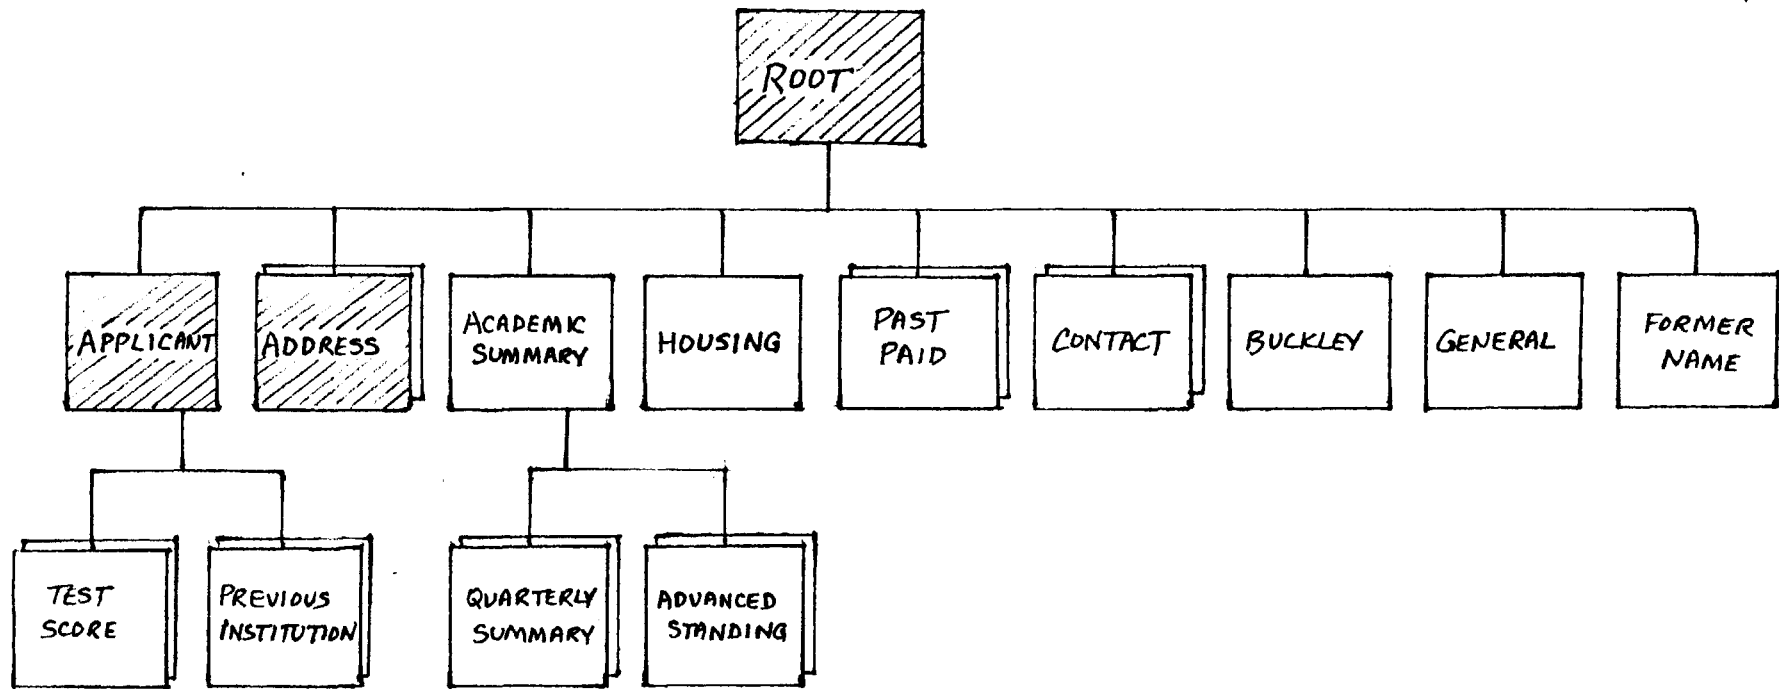 ROOT
APPLICANT
ADDRESS
ACADEMIC
SUMMARY
HOUSING
PAST
PAID
CONTACT
BUCKLEY
GENERAL
FORMER
NAME
TEST
SCORE
PREVIOUS
INSTITUTION
QUARTERLY
SUMMARY
ADVANCED
STANDING